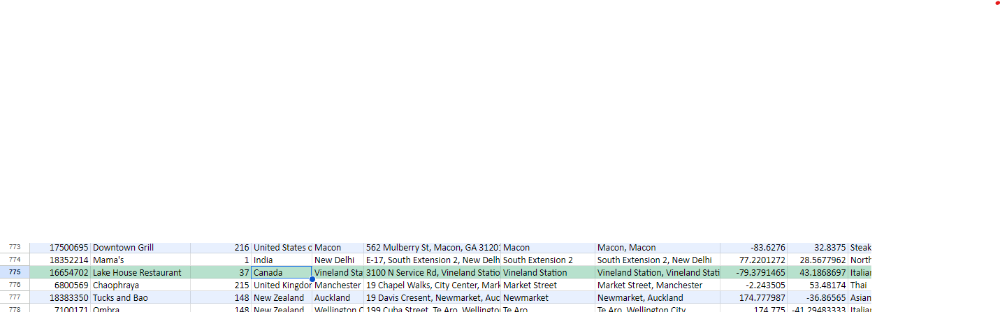 773 17500695 Downtown Grill 216 United States o Macon 562 Mulberry St, Macon, GA 31201 Macon Macon, Macon -83.6276 32.8375 Steak
774 18352214 Mama's 1 India New Delhi E-17, South Extension 2, New Delh South Extension 2 South Extension 2, New Delhi 77.2201272 28.5677962 North
775 16654702 Lake House Restaurant 37 Canada Vineland Sta 3100 N Service Rd, Vineland Statio Vineland Station Vineland Station, Vineland Stati -79.3791465 43.1868697 Italian
776 6800569 Chaophraya 215 United Kingdor Manchester 19 Chapel Walks, City Center, Mark Market Street Market Street, Manchester -2.243505 53.48174 Thai
777 18383350 Tucks and Bao 148 New Zealand Auckland 19 Davis Cresent, Newmarket, Auc Newmarket Newmarket, Auckland 174.777987 -36.86565 Asian
778 7100171 Ombra 148 New Zealand Wellington C 199 Cuba Street, Te Aro, Wellingto Te Aro Te Aro, Wellington City 174.775 -41.29483333 Italian